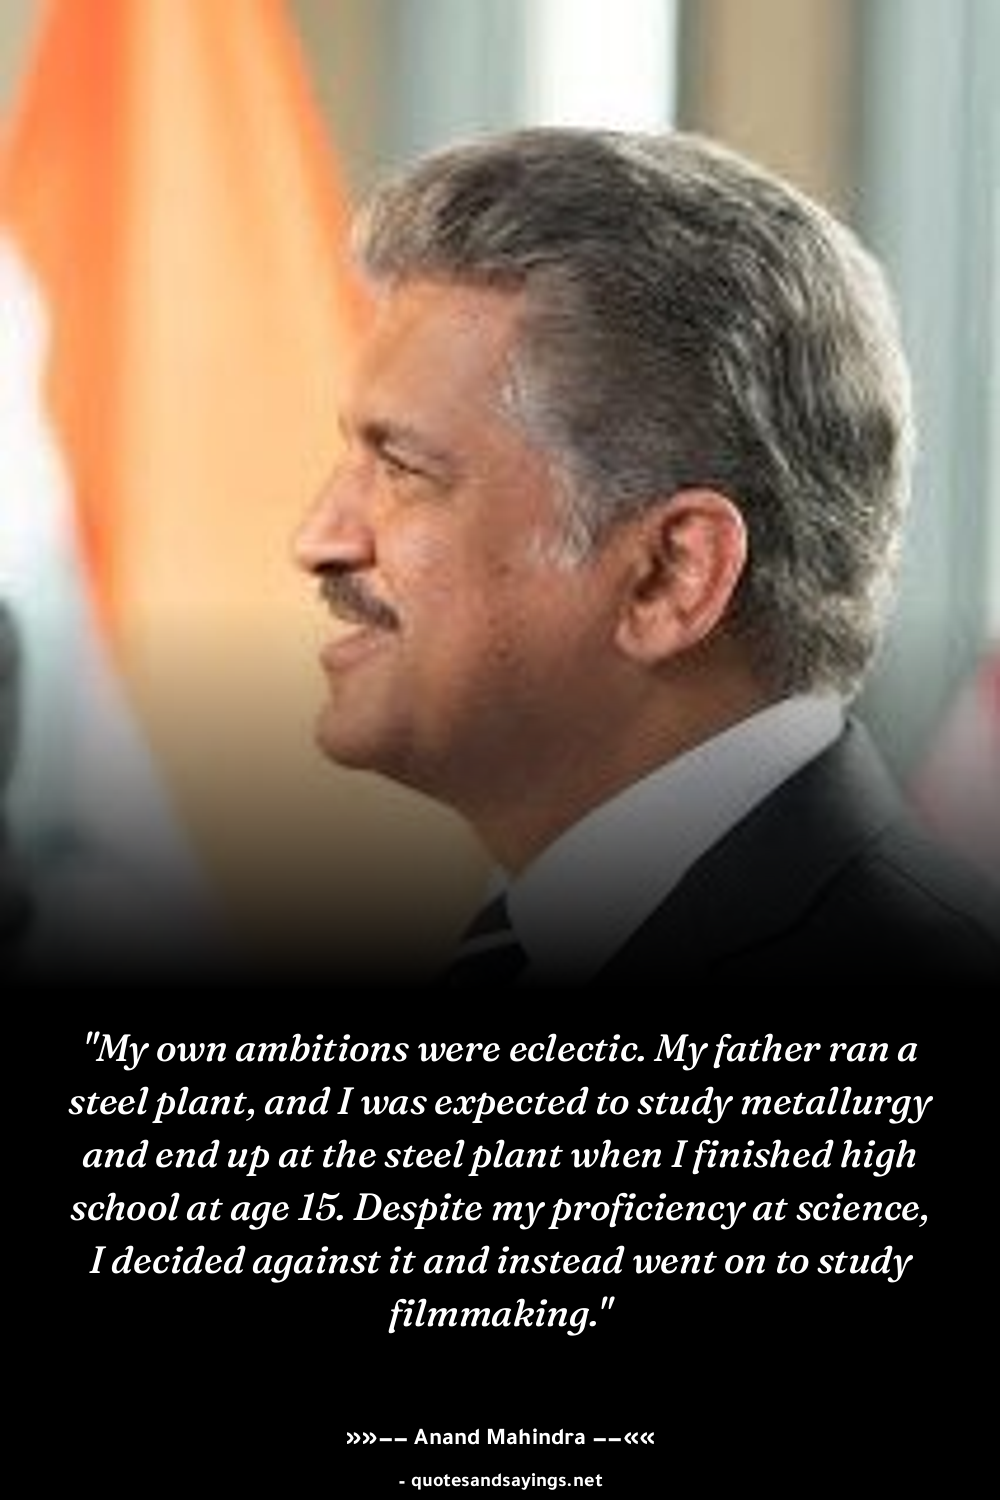 "My own ambitions were eclectic. My father ran a
steel plant, and I was expected to study metallurgy
and end up at the steel plant when I finished high
school at age 15. Despite my proficiency at science,
I decided against it and instead went on to study
filmmaking."
»»–– Anand Mahindra ––««
- quotesandsayings.net